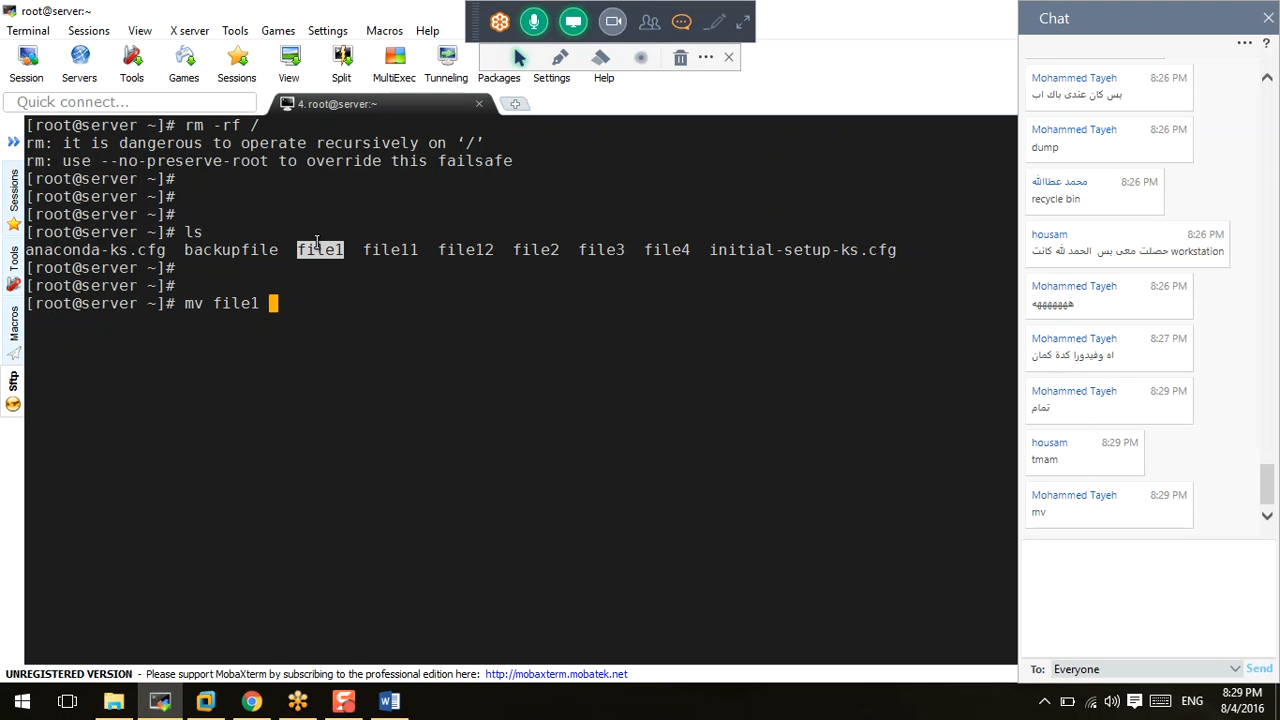 root@server:~
Terminal Sessions View X server Tools Games Settings Macros Help
Session Servers Tools Games Sessions View Split MultiExec Tunneling Packages Settings Help
Quick connect...
4. root@server:~
[root@server ~]# rm -rf /
rm: it is dangerous to operate recursively on ‘/’
rm: use --no-preserve-root to override this failsafe
[root@server ~]#
[root@server ~]#
[root@server ~]#
[root@server ~]# ls
anaconda-ks.cfg backupfile file1 file11 file12 file2 file3 file4 initial-setup-ks.cfg
[root@server ~]#
[root@server ~]#
[root@server ~]# mv file1
Sessions
Tools
Macros
Sftp
UNREGISTERED VERSION - Please support MobaXterm by subscribing to the professional edition here: http://mobaxterm.mobatek.net
Chat
Mohammed Tayeh 8:26 PM
بس كان عندى باك اب
Mohammed Tayeh 8:26 PM
dump
محمد عطاالله 8:26 PM
recycle bin
housam 8:26 PM
حصلت معى بس الحمد لله كانت workstation
Mohammed Tayeh 8:26 PM
هههههههه
Mohammed Tayeh 8:27 PM
اه وفيدورا كدة كمان
Mohammed Tayeh 8:29 PM
تمام
housam 8:29 PM
tmam
Mohammed Tayeh 8:29 PM
mv
To: Everyone Send
ENG
8:29 PM
8/4/2016